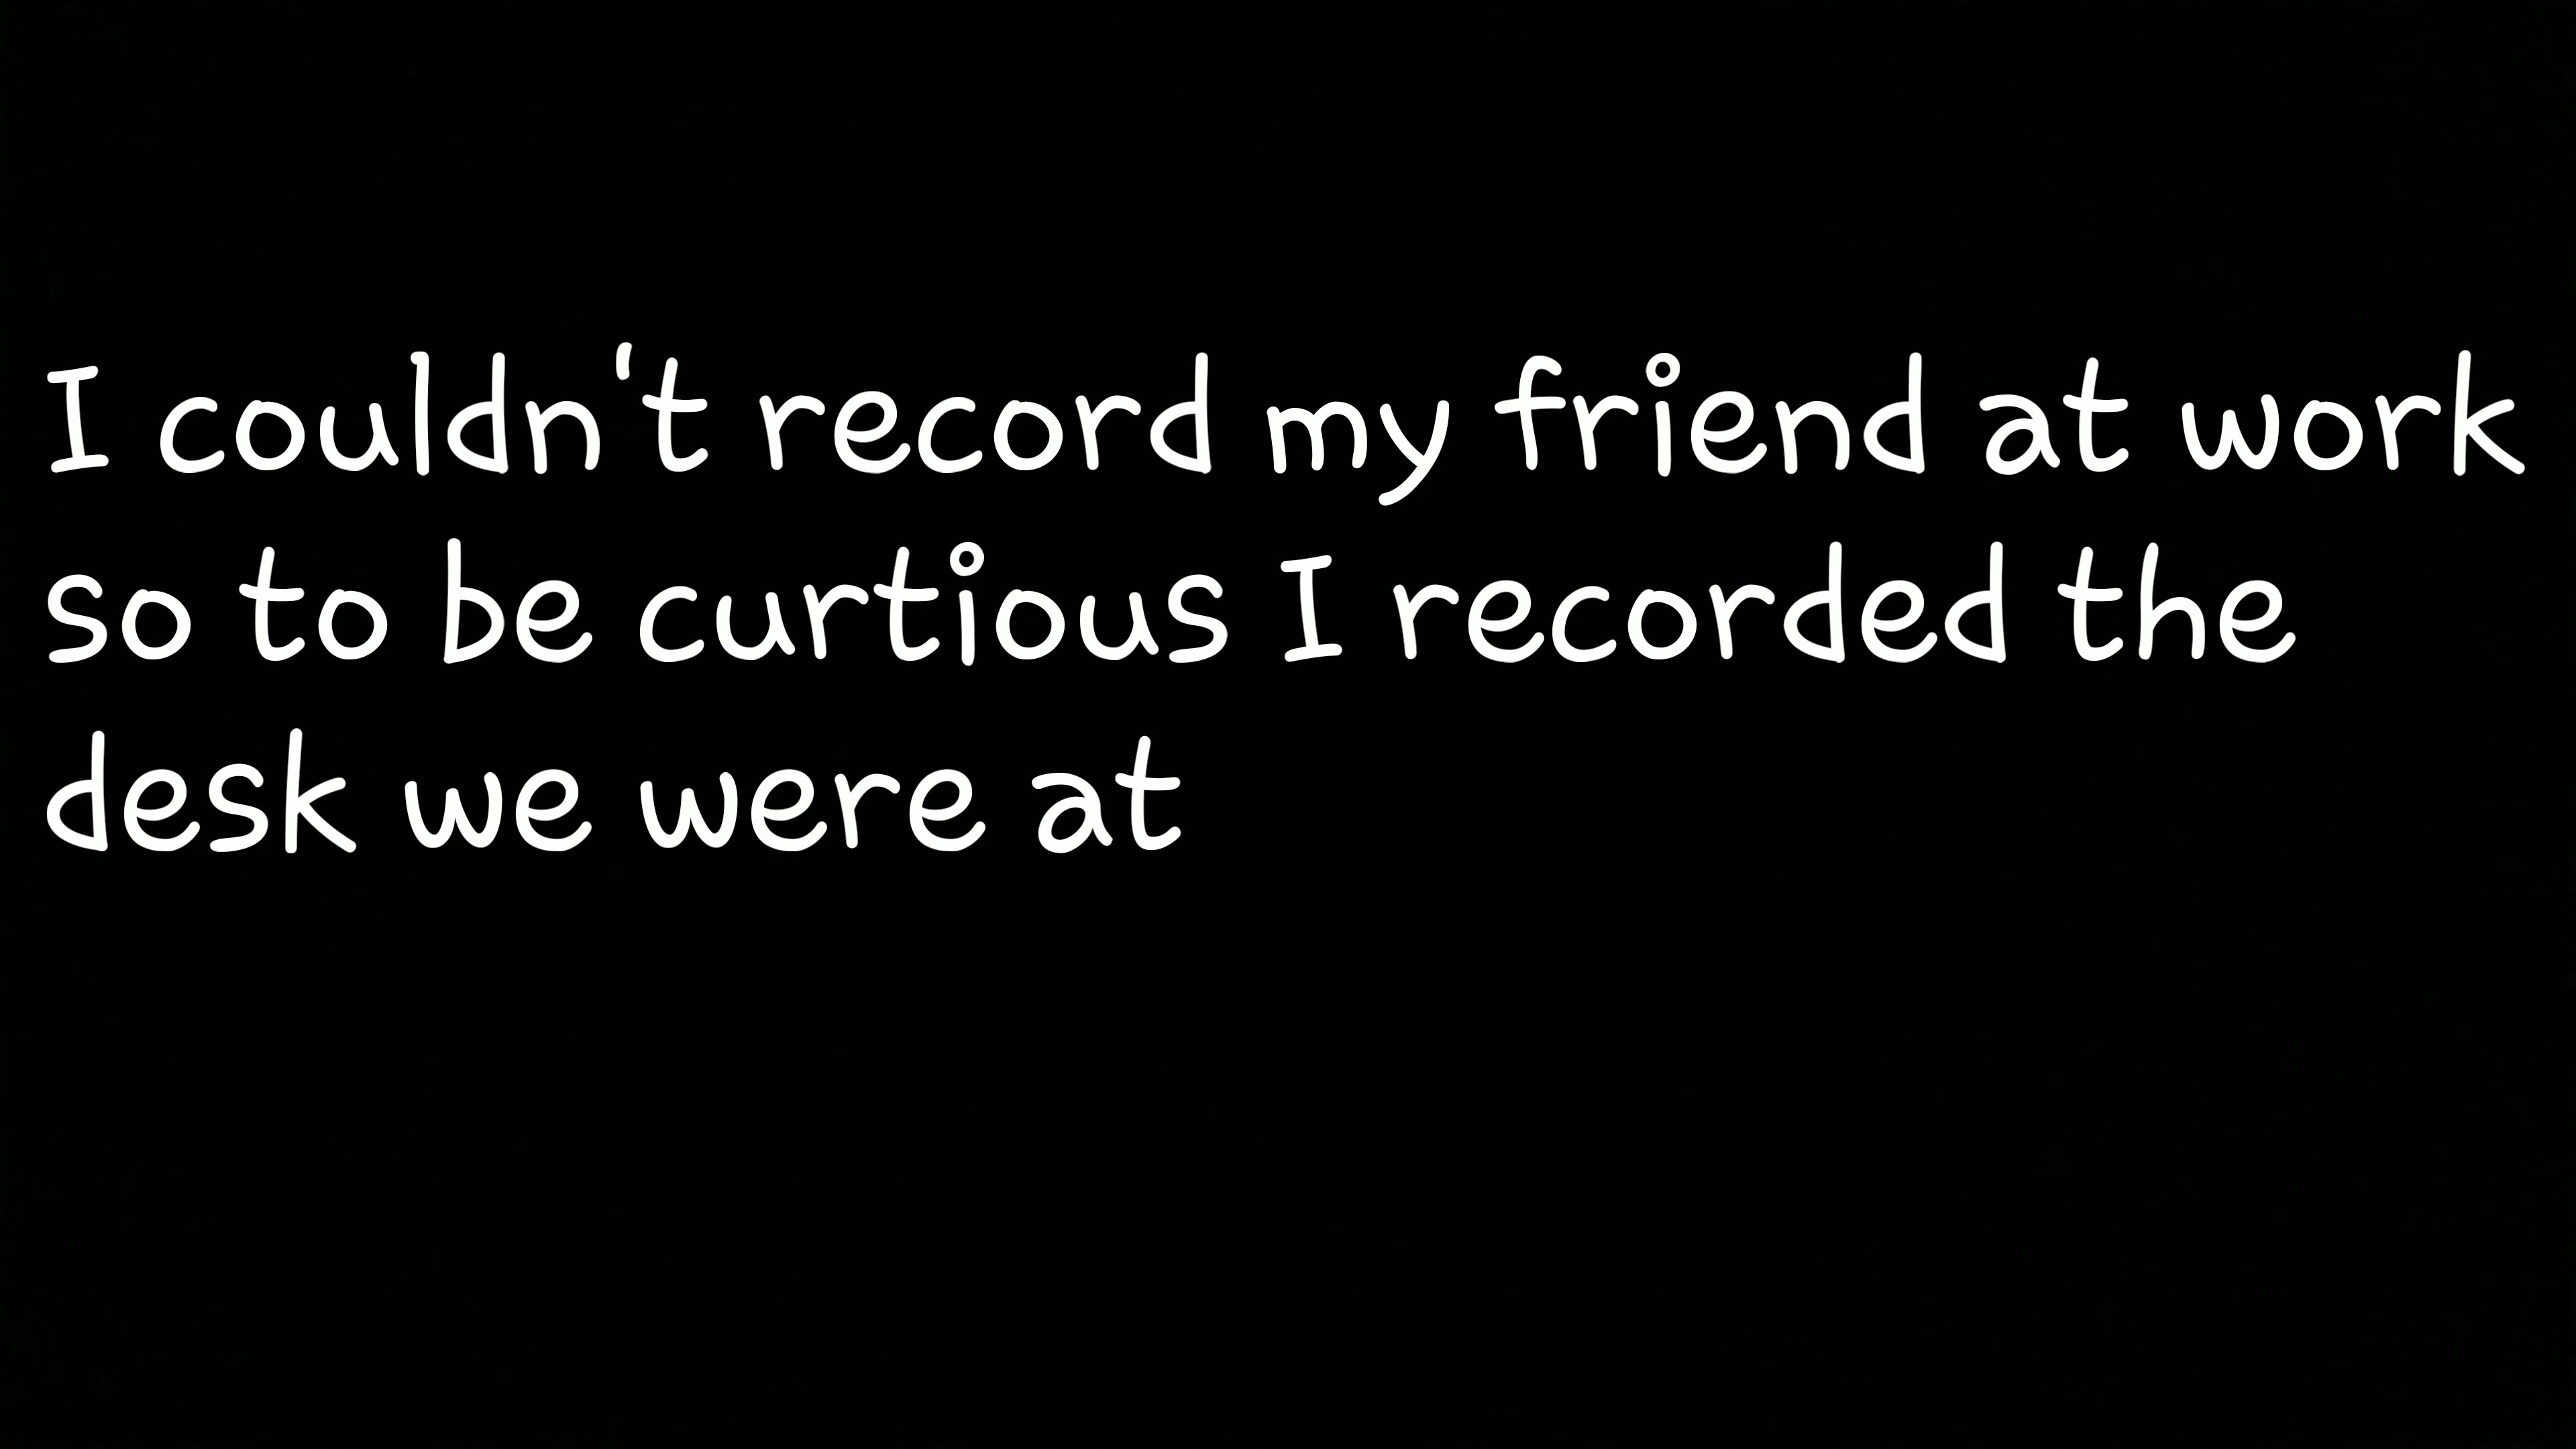 I couldn't record my friend at work
so to be curtious I recorded the
desk we were at